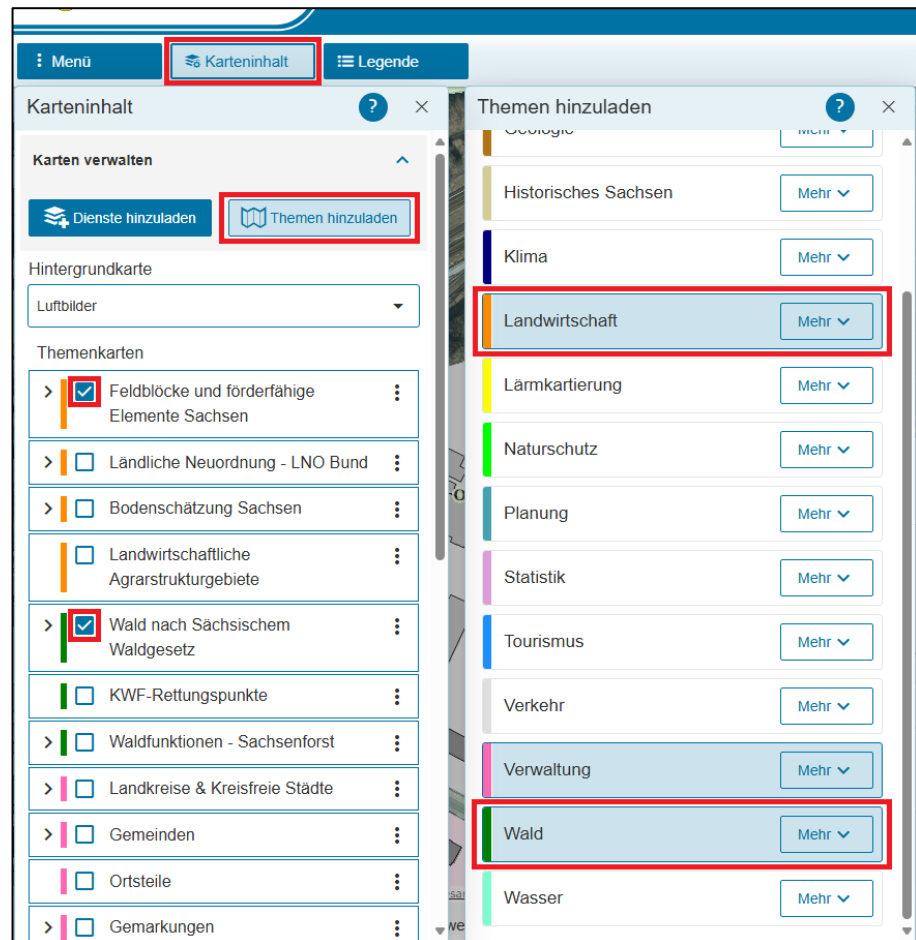 Menü
Karteninhalt
Legende
Karteninhalt
?
Karten verwalten
Dienste hinzuladen
Themen hinzuladen
Hintergrundkarte
Luftbilder
Themenkarten
Feldblöcke und förderfähige
Elemente Sachsen
Ländliche Neuordnung - LNO Bund
Bodenschätzung Sachsen
Landwirtschaftliche
Agrarstrukturgebiete
Wald nach Sächsischem
Waldgesetz
KWF-Rettungspunkte
Waldfunktionen - Sachsenforst
Landkreise & Kreisfreie Städte
Gemeinden
Ortsteile
Gemarkungen
Themen hinzuladen
?
Geologie Mehr
Historisches Sachsen Mehr
Klima Mehr
Landwirtschaft Mehr
Lärmkartierung Mehr
Naturschutz Mehr
Planung Mehr
Statistik Mehr
Tourismus Mehr
Verkehr Mehr
Verwaltung Mehr
Wald Mehr
Wasser Mehr